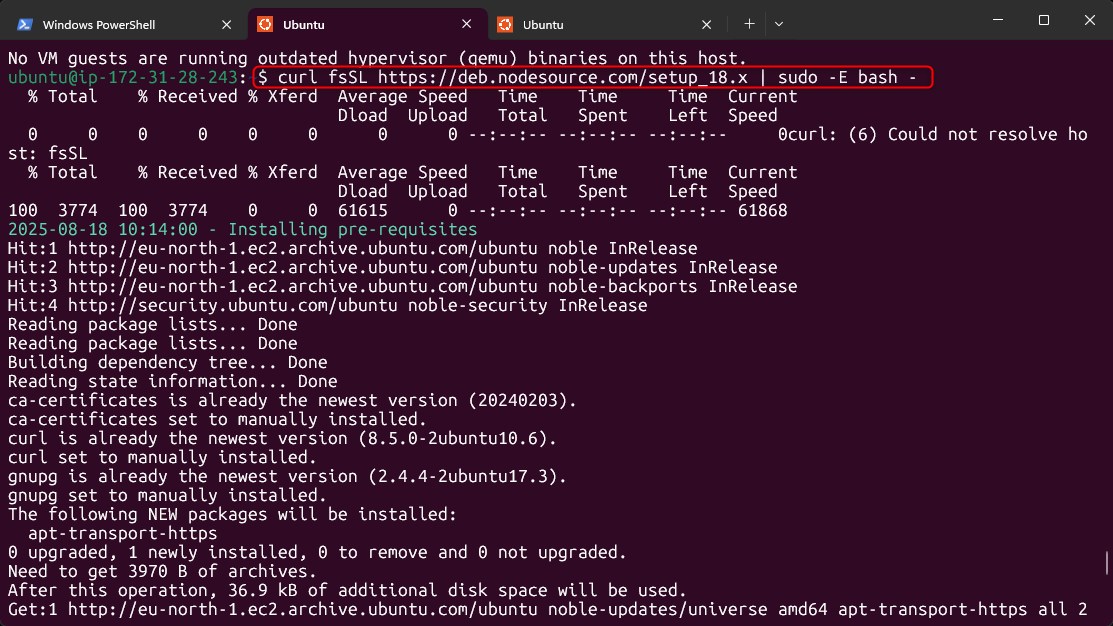 Windows PowerShell
Ubuntu
Ubuntu
No VM guests are running outdated hypervisor (qemu) binaries on this host.
ubuntu@ip-172-31-28-243: $ curl fsSL https://deb.nodesource.com/setup_18.x | sudo -E bash -
  % Total    % Received % Xferd  Average Speed   Time    Time     Time  Current
                                 Dload  Upload   Total   Spent    Left  Speed
  0     0    0     0    0     0      0      0 --:--:-- --:--:-- --:--:--     0curl: (6) Could not resolve ho
st: fsSL
  % Total    % Received % Xferd  Average Speed   Time    Time     Time  Current
                                 Dload  Upload   Total   Spent    Left  Speed
100  3774  100  3774    0     0  61615      0 --:--:-- --:--:-- --:--:-- 61868
2025-08-18 10:14:00 - Installing pre-requisites
Hit:1 http://eu-north-1.ec2.archive.ubuntu.com/ubuntu noble InRelease
Hit:2 http://eu-north-1.ec2.archive.ubuntu.com/ubuntu noble-updates InRelease
Hit:3 http://eu-north-1.ec2.archive.ubuntu.com/ubuntu noble-backports InRelease
Hit:4 http://security.ubuntu.com/ubuntu noble-security InRelease
Reading package lists... Done
Reading package lists... Done
Building dependency tree... Done
Reading state information... Done
ca-certificates is already the newest version (20240203).
ca-certificates set to manually installed.
curl is already the newest version (8.5.0-2ubuntu10.6).
curl set to manually installed.
gnupg is already the newest version (2.4.4-2ubuntu17.3).
gnupg set to manually installed.
The following NEW packages will be installed:
  apt-transport-https
0 upgraded, 1 newly installed, 0 to remove and 0 not upgraded.
Need to get 3970 B of archives.
After this operation, 36.9 kB of additional disk space will be used.
Get:1 http://eu-north-1.ec2.archive.ubuntu.com/ubuntu noble-updates/universe amd64 apt-transport-https all 2